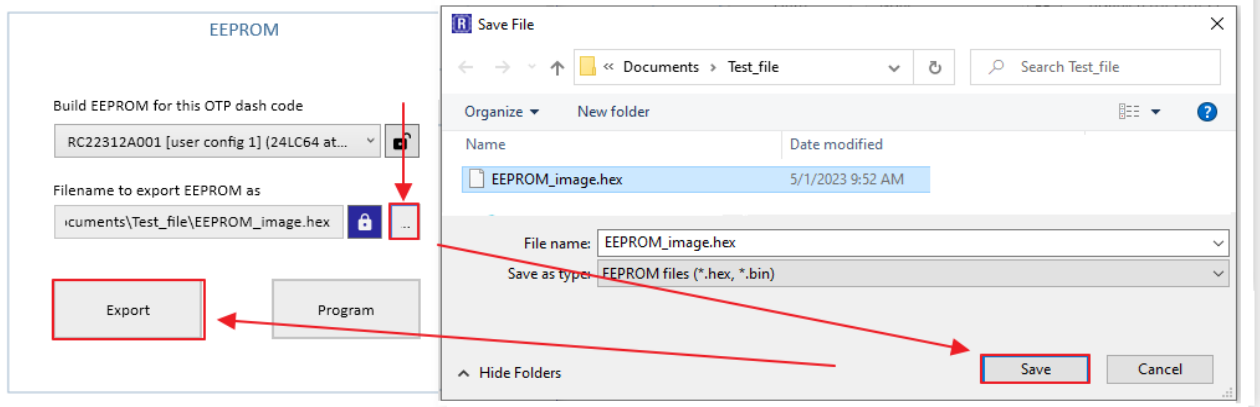 EEPROM
Build EEPROM for this OTP dash code
RC22312A001 [user config 1] (24LC64 at...
Filename to export EEPROM as
cuments\Test_file\EEPROM_image.hex
..
Export
Program
R Save File
« Documents › Test_file
Search Test_file
Organize
New folder
?
Name
Date modified
EEPROM_image.hex
5/1/2023 9:52 AM
File name: EEPROM_image.hex
Save as type: EEPROM files (*.hex, *.bin)
Hide Folders
Save
Cancel